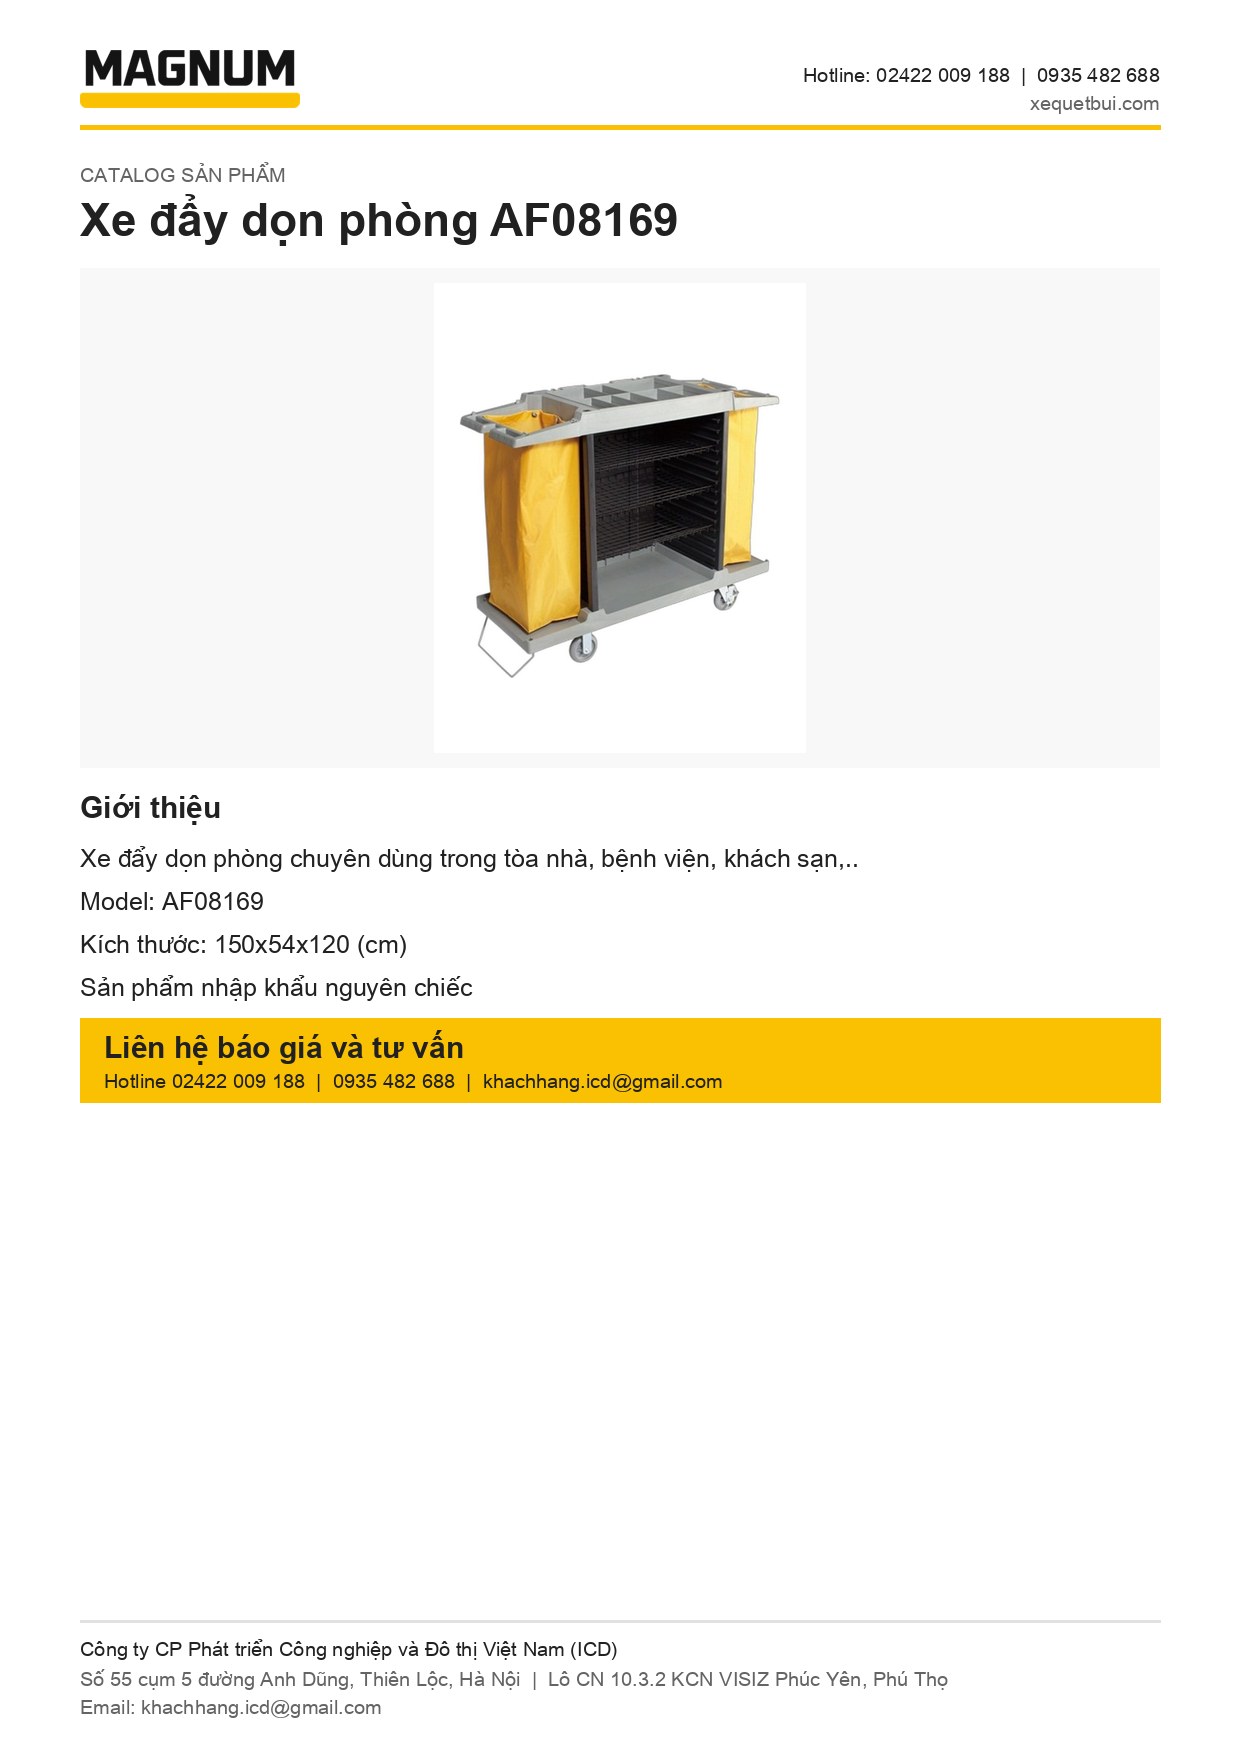 MAGNUM
Hotline: 02422 009 188 | 0935 482 688
xequetbui.com
CATALOG SẢN PHẨM
Xe đẩy dọn phòng AF08169
Giới thiệu
Xe đẩy dọn phòng chuyên dùng trong tòa nhà, bệnh viện, khách sạn,..
Model: AF08169
Kích thước: 150x54x120 (cm)
Sản phẩm nhập khẩu nguyên chiếc
Liên hệ báo giá và tư vấn
Hotline 02422 009 188 | 0935 482 688 | khachhang.icd@gmail.com
Công ty CP Phát triển Công nghiệp và Đô thị Việt Nam (ICD)
Số 55 cụm 5 đường Anh Dũng, Thiên Lộc, Hà Nội | Lô CN 10.3.2 KCN VISIZ Phúc Yên, Phú Thọ
Email: khachhang.icd@gmail.com